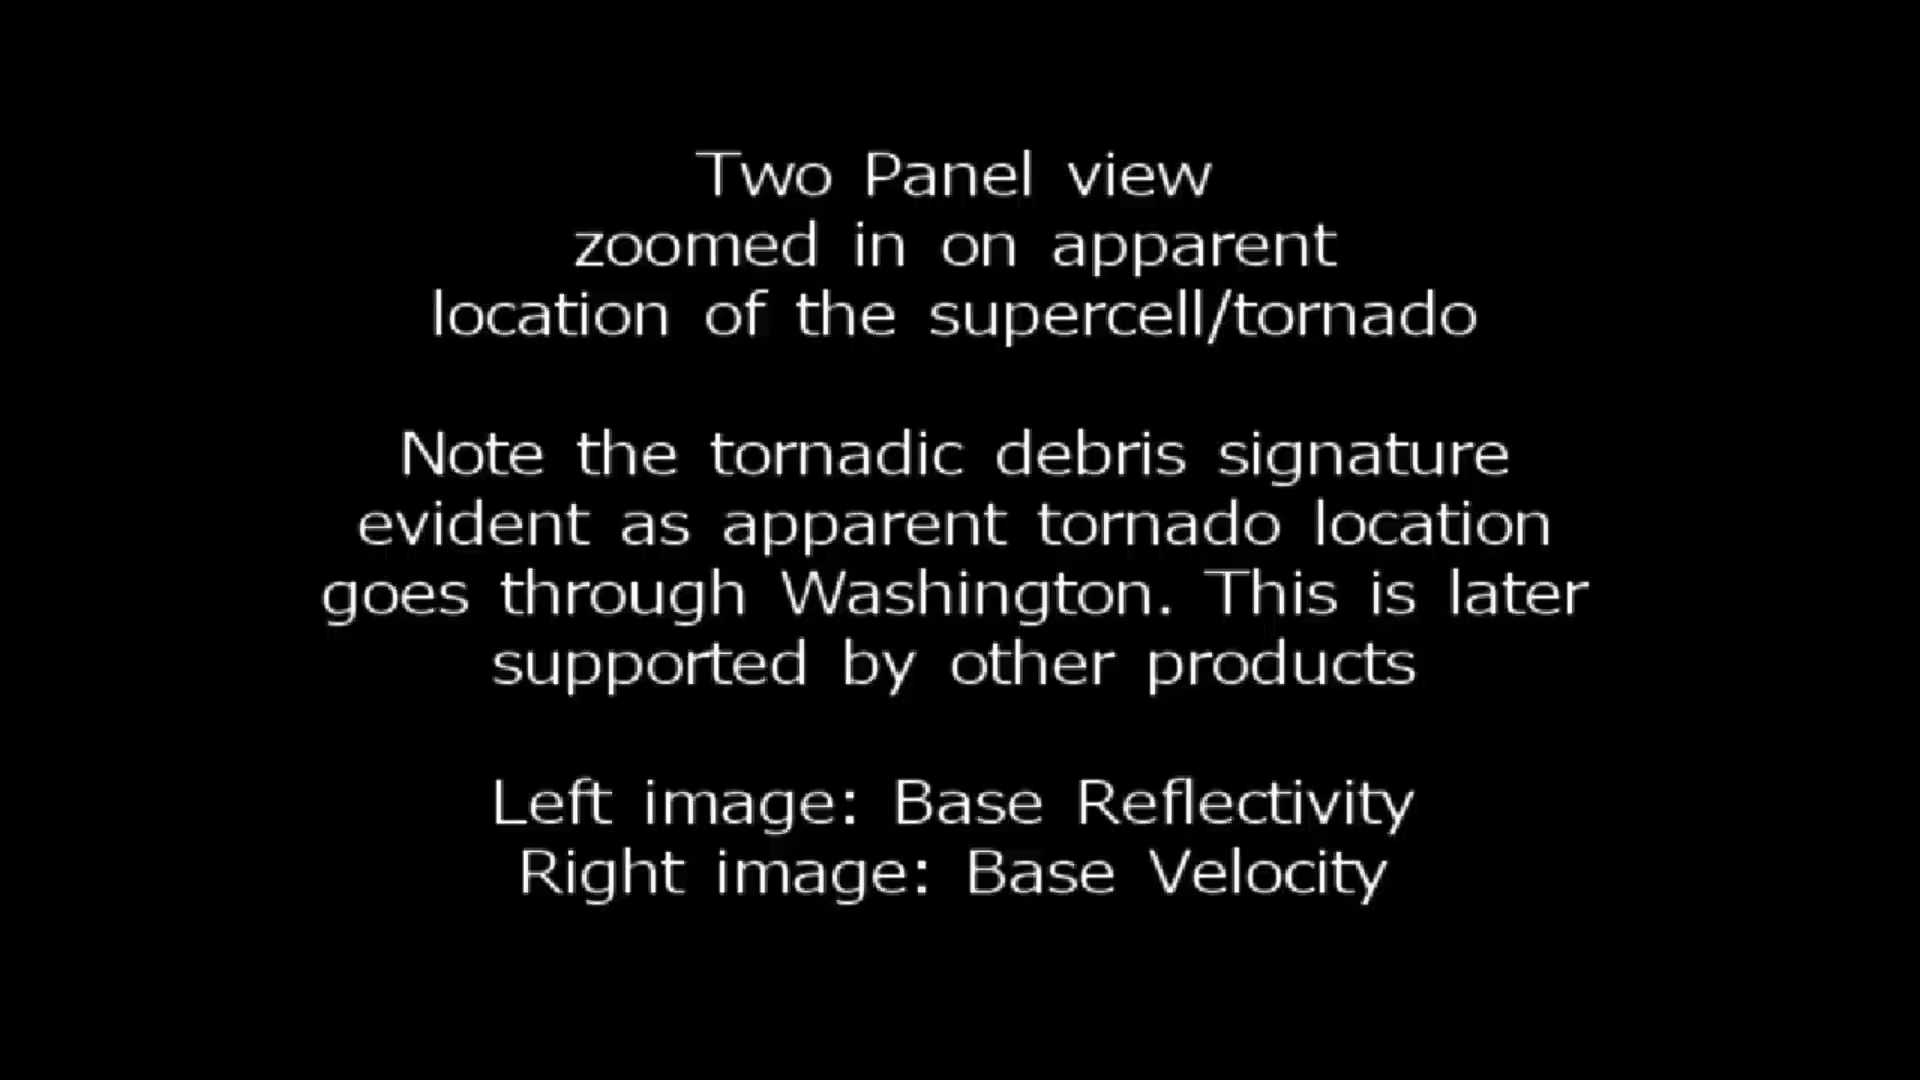 Two Panel view
zoomed in on apparent
location of the supercell/tornado
Note the tornadic debris signature
evident as apparent tornado location
goes through Washington. This is later
supported by other products
Left image: Base Reflectivity
Right image: Base Velocity